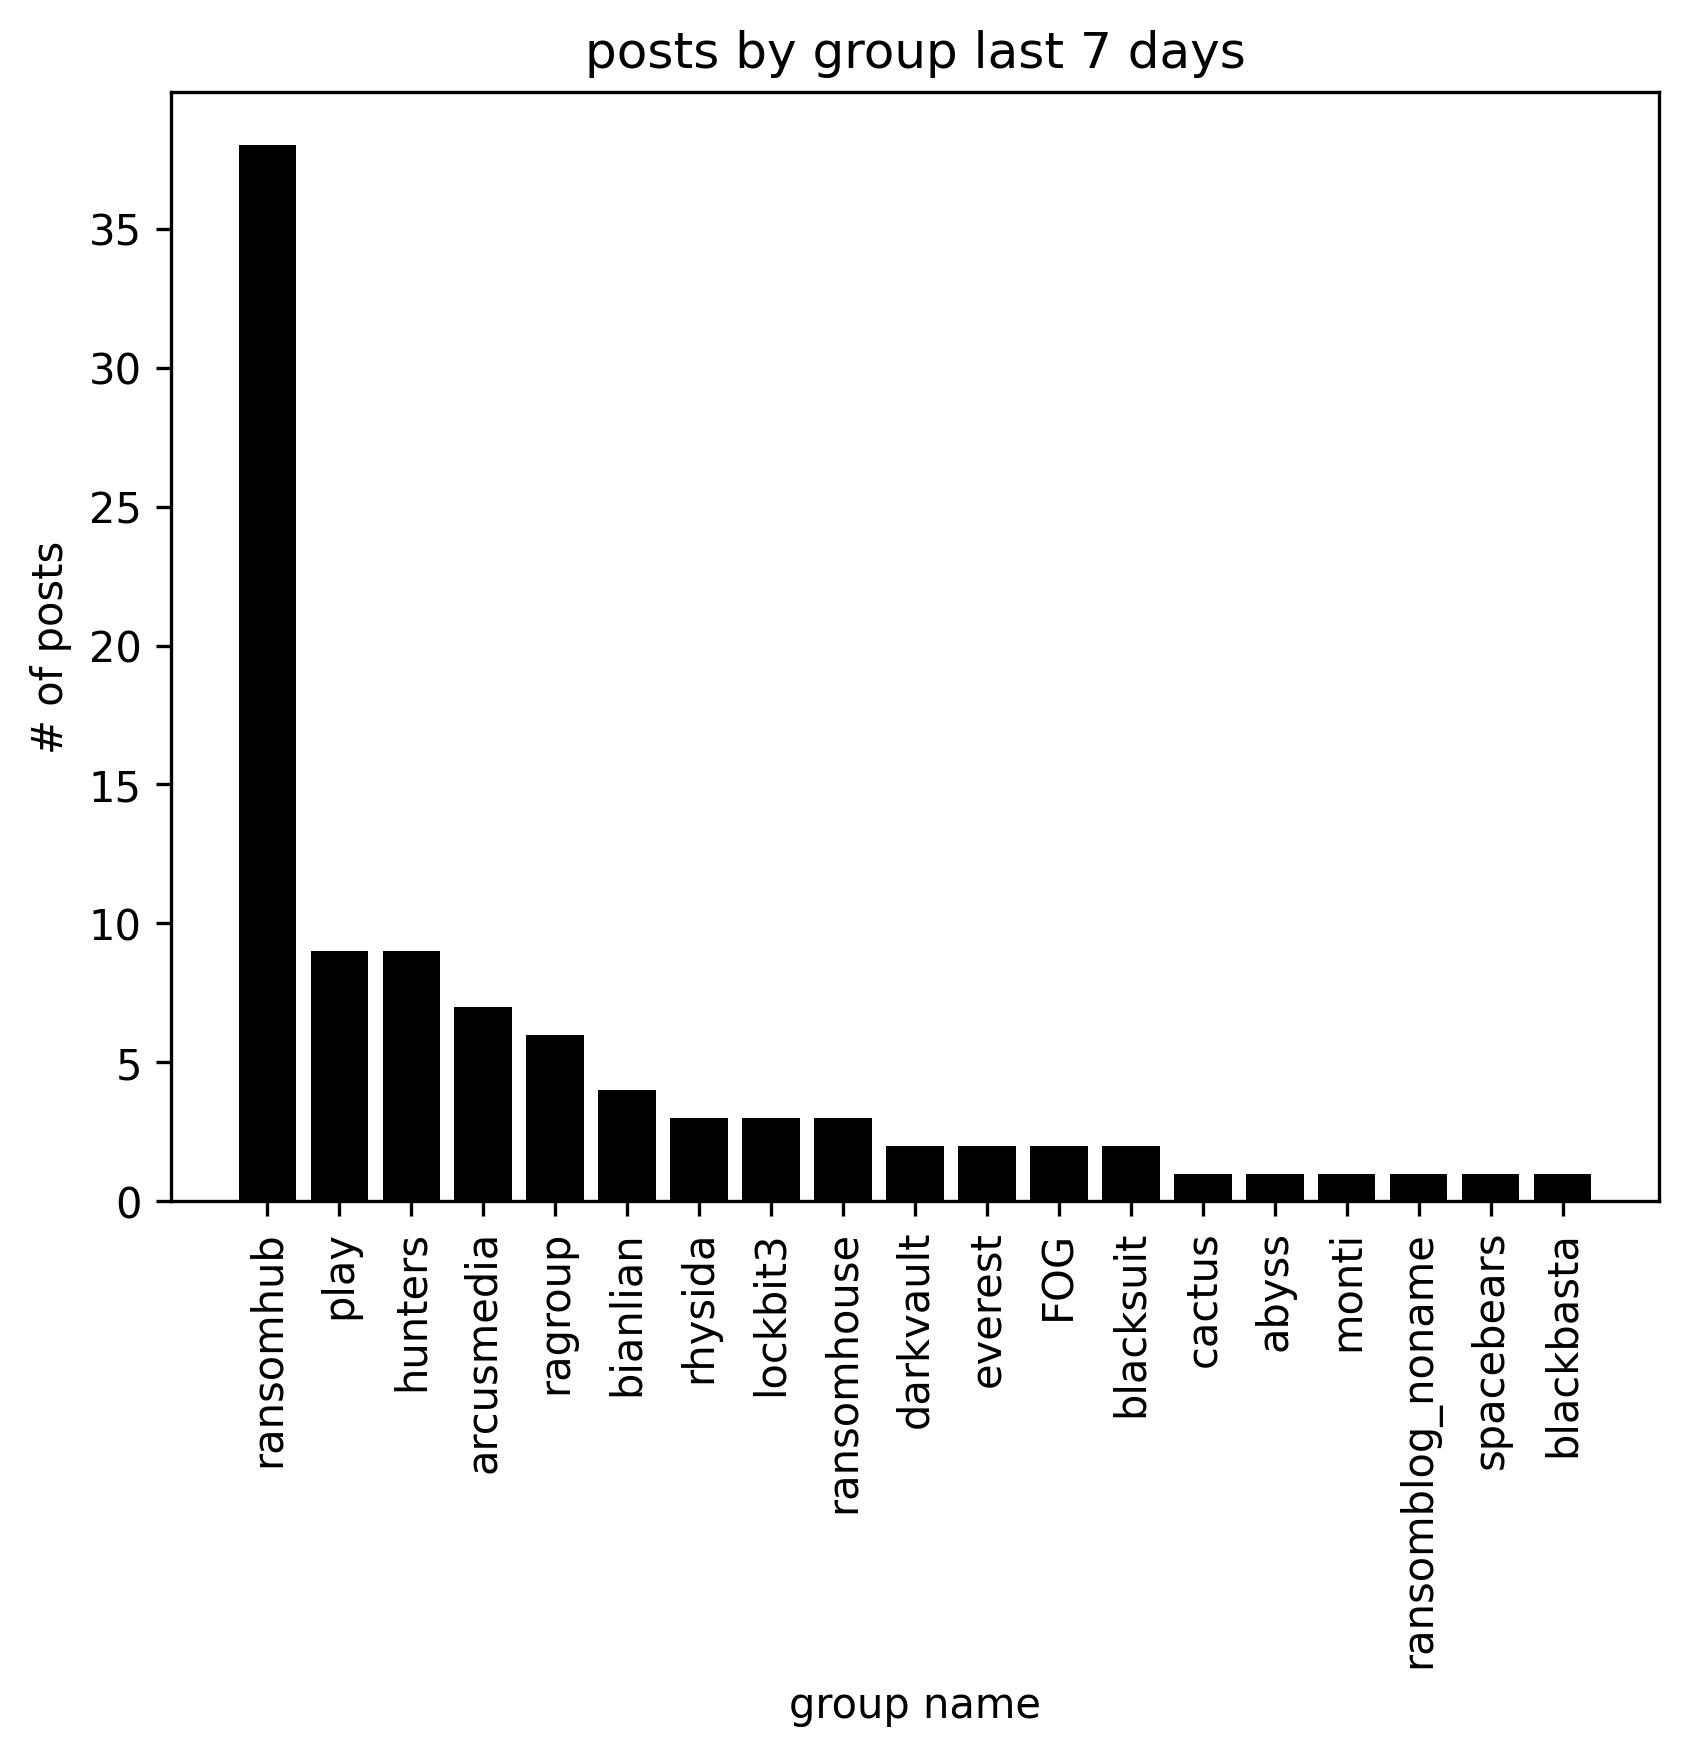 posts by group last 7 days
# of posts
35
30
25
20
15
10
5
0
ransomhub
play
hunters
arcusmedia
ragroup
bianlian
rhysida
lockbit3
ransomhouse
darkvault
everest
FOG
blacksuit
cactus
abyss
monti
ransomblog_noname
spacebears
blackbasta
group name